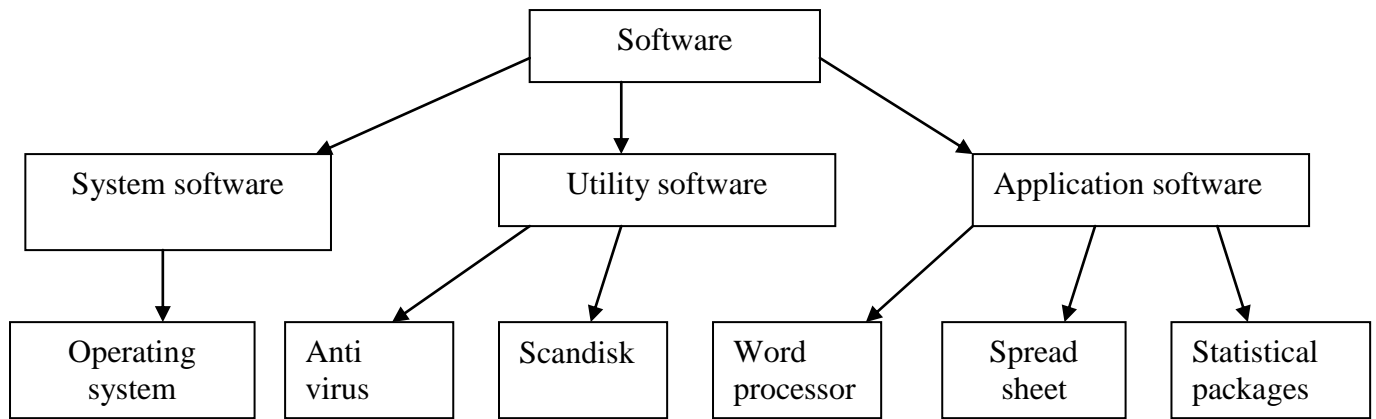 Software
System software
Utility software
Application software
Operating
system
Anti
virus
Scandisk
Word
processor
Spread
sheet
Statistical
packages